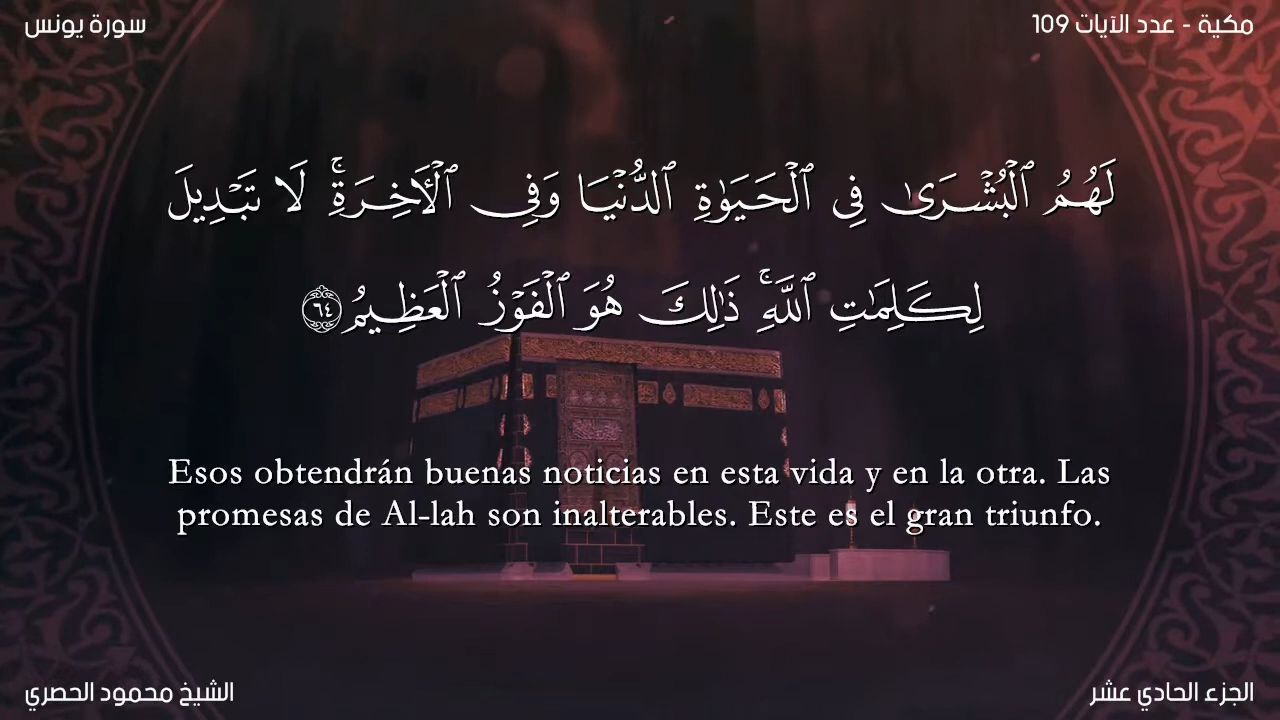 مكية - عدد الآيات 109
سورة يونس
لَهُمُ ٱلْبُشْرَىٰ فِى ٱلْحَيَوٰةِ ٱلدُّنْيَا وَفِى ٱلْأَخِرَةِ ۚ لَا تَبْدِيلَ
لِكَلِمَـٰتِ ٱللَّهِ ۚ ذَٰلِكَ هُوَ ٱلْفَوْزُ ٱلْعَظِيمُ ٦٤
Esos obtendrán buenas noticias en esta vida y en la otra. Las
promesas de Al-lah son inalterables. Este es el gran triunfo.
الجزء الحادي عشر
الشيخ محمود الحصري